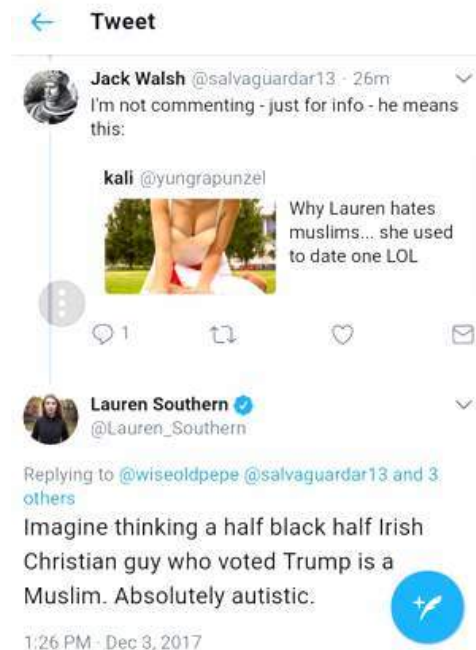 Tweet
Jack Walsh @salvaguardar13 · 26m
I'm not commenting - just for info - he means
this:
kali @yungrapunzel
Why Lauren hates
muslims... she used
to date one LOL
1
Lauren Southern
@Lauren_Southern
Replying to @wiseoldpepe @salvaguardar13 and 3
others
Imagine thinking a half black half Irish
Christian guy who voted Trump is a
Muslim. Absolutely autistic.
1:26 PM · Dec 3, 2017